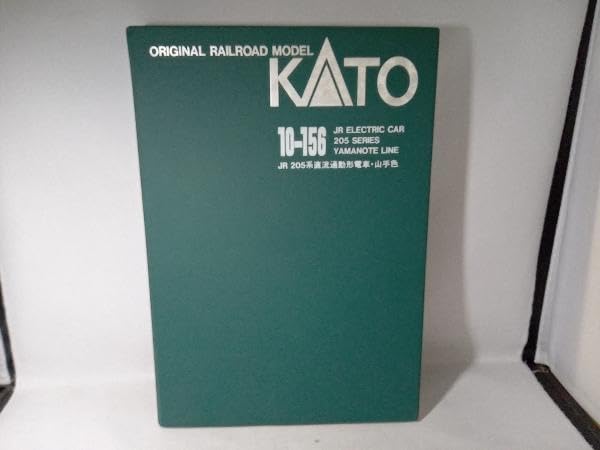 ORIGINAL RAILROAD MODEL
KATO
10-156
JR ELECTRIC CAR
205 SERIES
YAMANOTE LINE
JR 205系直流通勤形電車・山手色